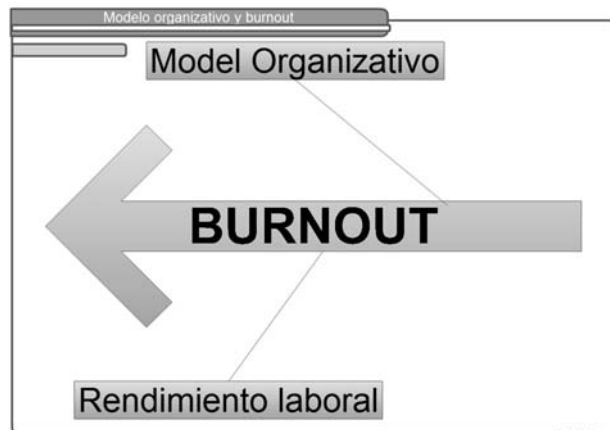 Modelo organizativo y burnout
Model Organizativo
BURNOUT
Rendimiento laboral